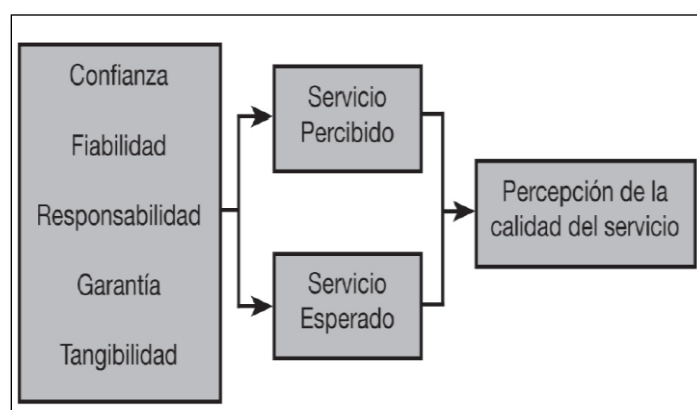 Confianza
Fiabilidad
Responsabilidad
Garantía
Tangibilidad
Servicio
Percibido
Servicio
Esperado
Percepción de la
calidad del servicio